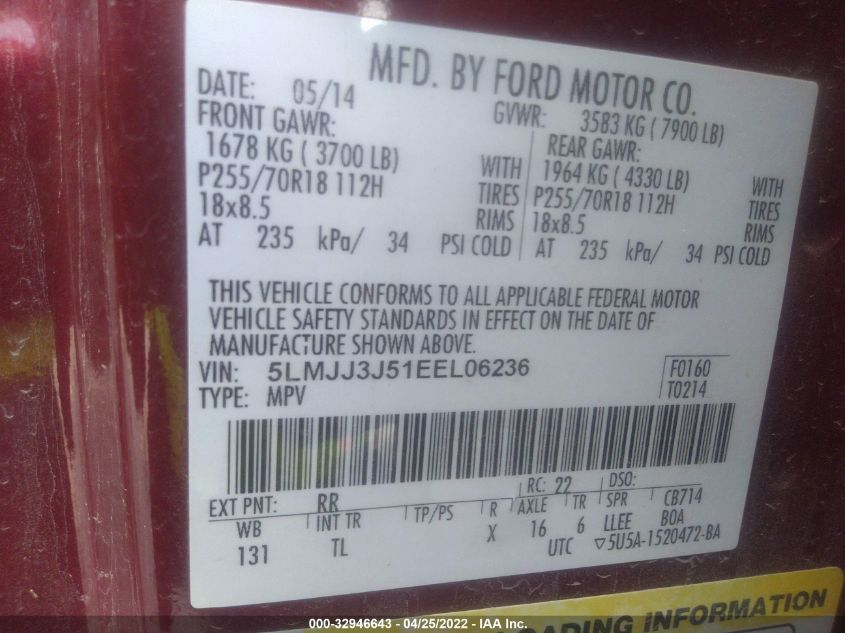 MFD. BY FORD MOTOR CO.
DATE: 05/14 GVWR: 3583 KG ( 7900 LB)
FRONT GAWR: REAR GAWR:
1678 KG ( 3700 LB) WITH 1964 KG ( 4330 LB) WITH
P255/70R18 112H TIRES P255/70R18 112H TIRES
18x8.5 RIMS 18x8.5 RIMS
AT 235 kPa/ 34 PSI COLD AT 235 kPa/ 34 PSI COLD
THIS VEHICLE CONFORMS TO ALL APPLICABLE FEDERAL MOTOR
VEHICLE SAFETY STANDARDS IN EFFECT ON THE DATE OF
MANUFACTURE SHOWN ABOVE.
VIN: 5LMJJ3J51EEL06236 F0160
TYPE: MPV T0214
EXT PNT: RR RC: 22 DSO:
WB INT TR TP/PS R AXLE TR SPR CB714
131 TL X 16 6 LLEE BOA
UTC ▽5U5A-1520472-BA
LOADING INFORMATION
000-32946643 - 04/25/2022 - IAA Inc.